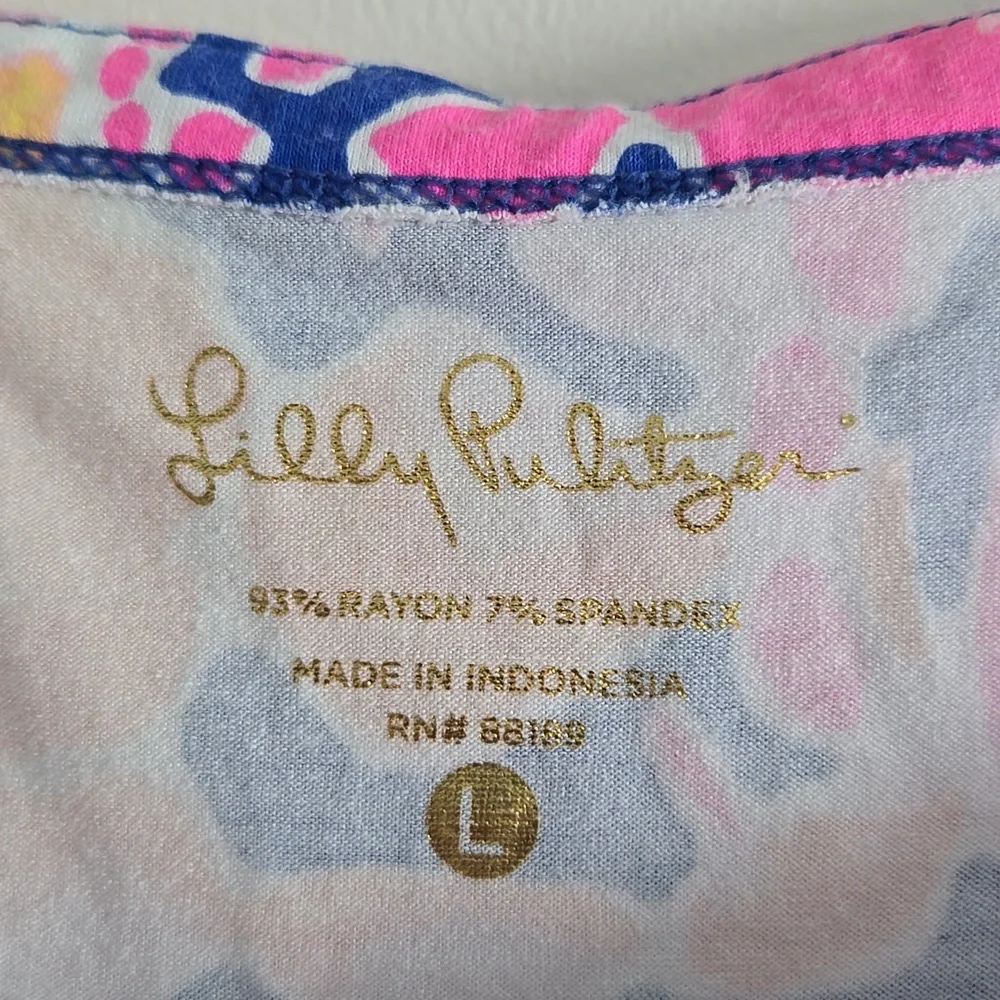 Lilly Pulitzer
93% RAYON 7% SPANDEX
MADE IN INDONESIA
RN# 88199
L